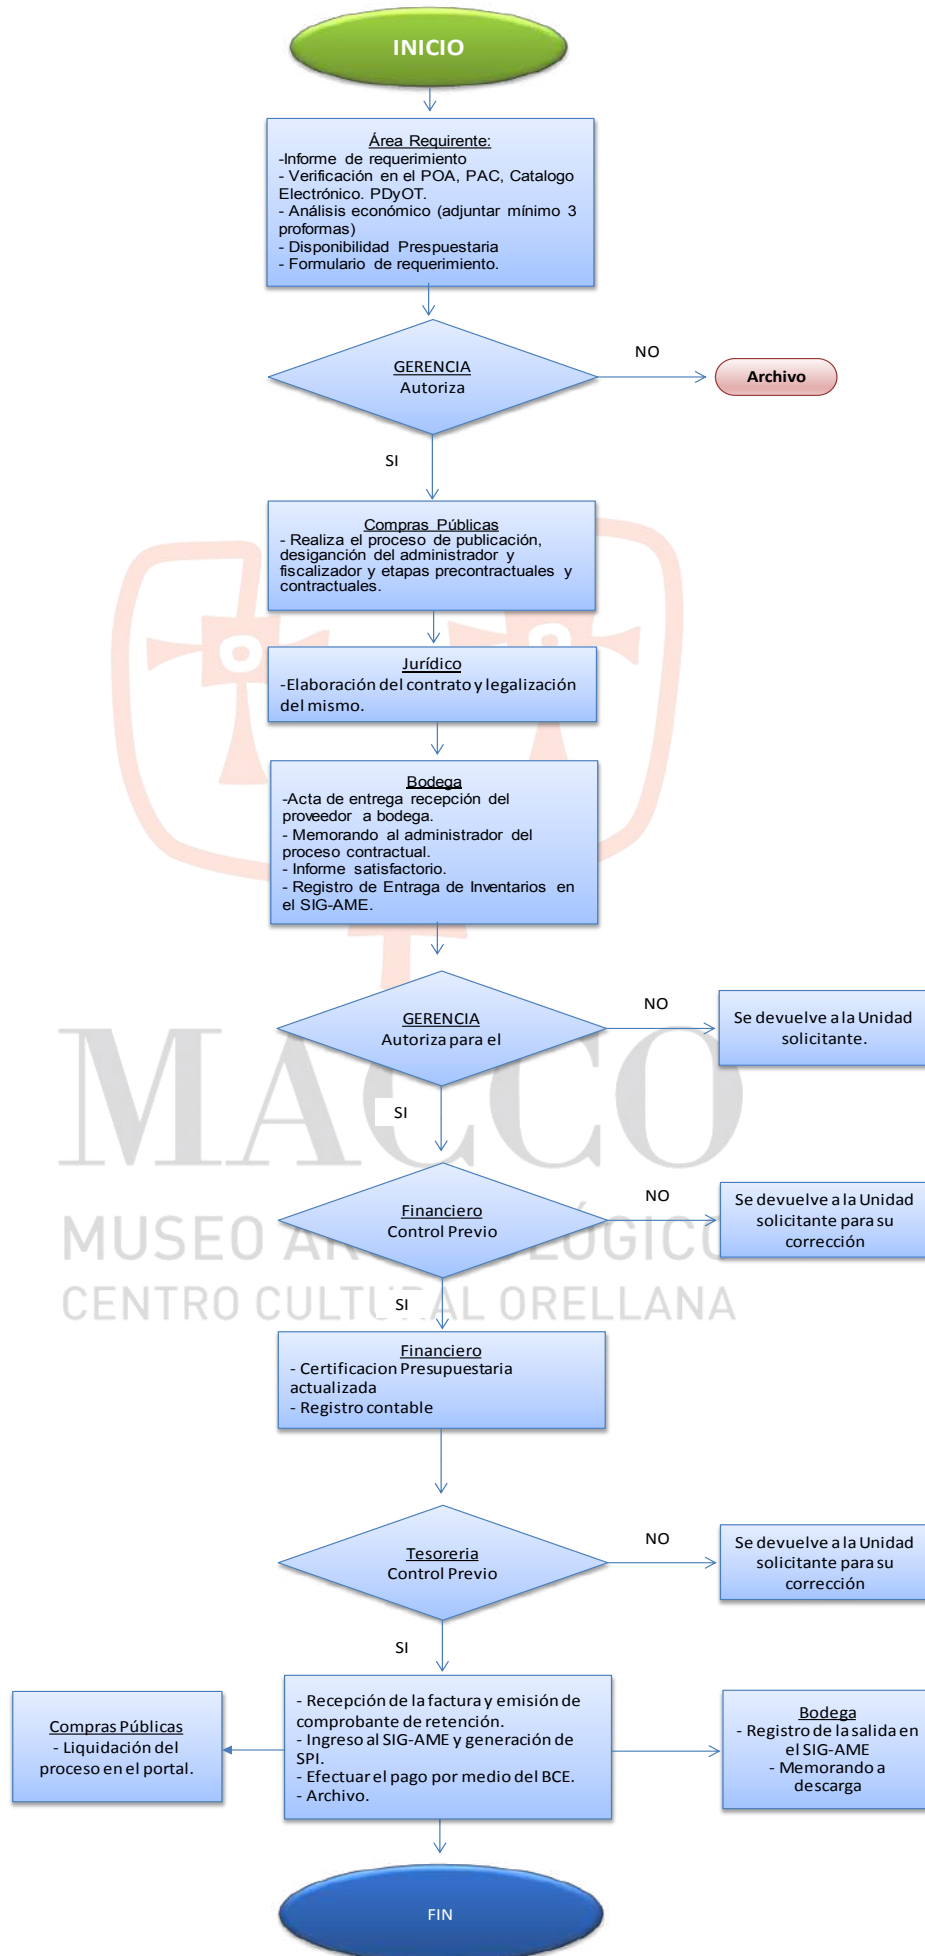 INICIO
Área Requirente:
-Informe de requerimiento
- Verificación en el POA, PAC, Catalogo
Electrónico. PDyOT.
- Análisis económico (adjuntar mínimo 3
proformas)
- Disponibilidad Prespuestaria
- Formulario de requerimiento.
GERENCIA
Autoriza
NO
Archivo
SI
Compras Públicas
- Realiza el proceso de publicación,
desigанción del administrador y
fiscalizador y etapas precontractuales y
contractuales.
Jurídico
-Elaboración del contrato y legalización
del mismo.
Bodega
-Acta de entrega recepción del
proveedor a bodega.
- Memorando al administrador del
proceso contractual.
- Informe satisfactorio.
- Registro de Entraga de Inventarios en
el SIG-AME.
GERENCIA
Autoriza para el
NO
Se devuelve a la Unidad
solicitante.
SI
MACCO
Financiero
Control Previo
NO
Se devuelve a la Unidad
solicitante para su
corrección
MUSEO AR LÓGICO
CENTRO CULTURAL ORELLANA
SI
Financiero
- Certificacion Presupuestaria
actualizada
- Registro contable
Tesoreria
Control Previo
NO
Se devuelve a la Unidad
solicitante para su
corrección
SI
- Recepción de la factura y emisión de
comprobante de retención.
- Ingreso al SIG-AME y generación de
SPI.
- Efectuar el pago por medio del BCE.
- Archivo.
Compras Públicas
- Liquidación del
proceso en el portal.
Bodega
- Registro de la salida en
el SIG-AME
- Memorando a
descarga
FIN